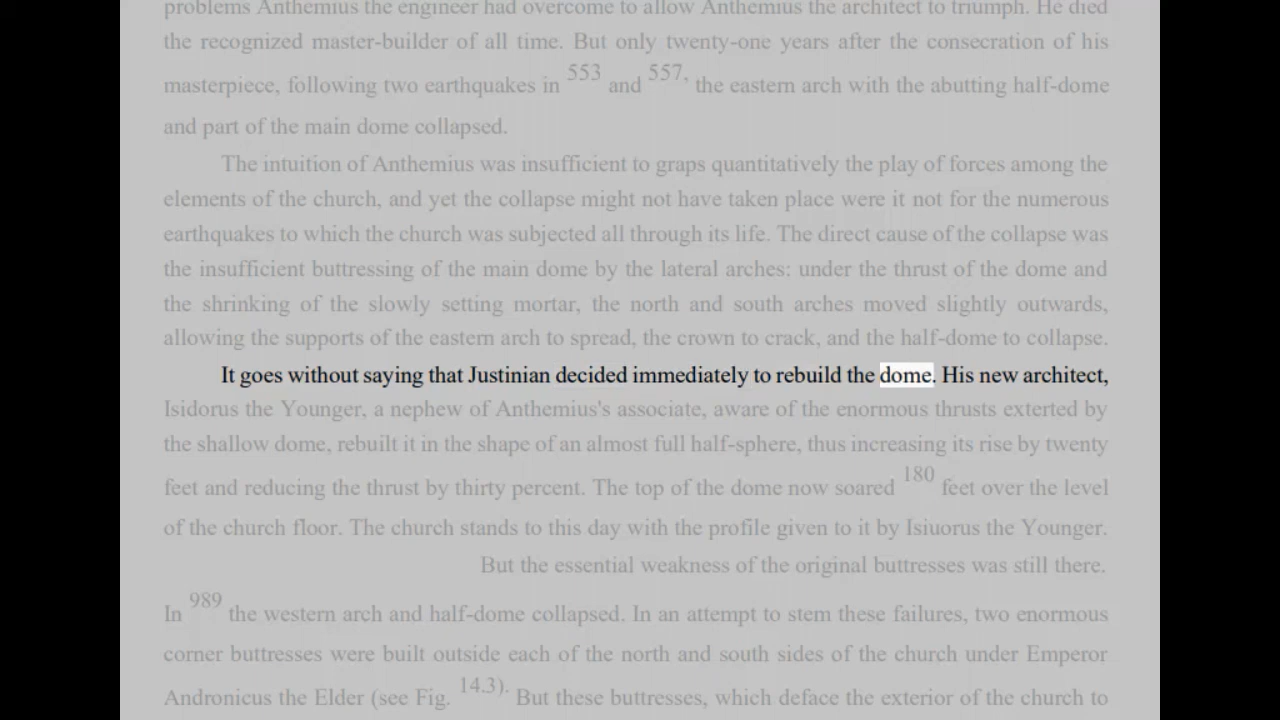 problems Anthemius the engineer had overcome to allow Anthemius the architect to triumph. He died
the recognized master-builder of all time. But only twenty-one years after the consecration of his
masterpiece, following two earthquakes in 553 and 557, the eastern arch with the abutting half-dome
and part of the main dome collapsed.
The intuition of Anthemius was insufficient to graps quantitatively the play of forces among the
elements of the church, and yet the collapse might not have taken place were it not for the numerous
earthquakes to which the church was subjected all through its life. The direct cause of the collapse was
the insufficient buttressing of the main dome by the lateral arches: under the thrust of the dome and
the shrinking of the slowly setting mortar, the north and south arches moved slightly outwards,
allowing the supports of the eastern arch to spread, the crown to crack, and the half-dome to collapse.
It goes without saying that Justinian decided immediately to rebuild the dome. His new architect,
Isidorus the Younger, a nephew of Anthemius's associate, aware of the enormous thrusts exterted by
the shallow dome, rebuilt it in the shape of an almost full half-sphere, thus increasing its rise by twenty
feet and reducing the thrust by thirty percent. The top of the dome now soared 180 feet over the level
of the church floor. The church stands to this day with the profile given to it by Isiuorus the Younger.
But the essential weakness of the original buttresses was still there.
In 989 the western arch and half-dome collapsed. In an attempt to stem these failures, two enormous
corner buttresses were built outside each of the north and south sides of the church under Emperor
Andronicus the Elder (see Fig. 14.3). But these buttresses, which deface the exterior of the church to